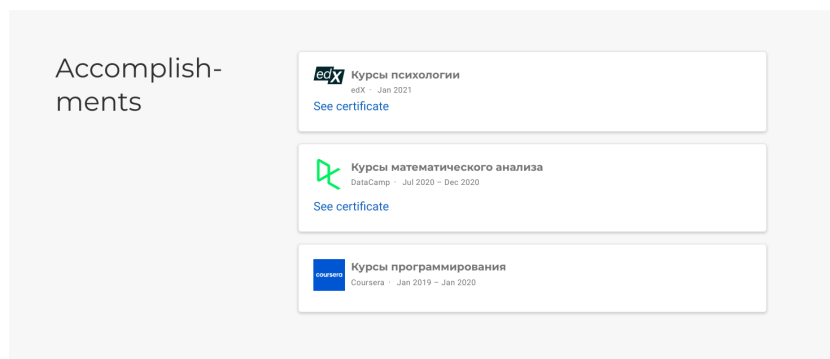 Accomplish-
ments
edX
Курсы психологии
edX · Jan 2021
See certificate
Курсы математического анализа
DataCamp · Jul 2020 – Dec 2020
See certificate
coursera
Курсы программирования
Coursera · Jan 2019 – Jan 2020